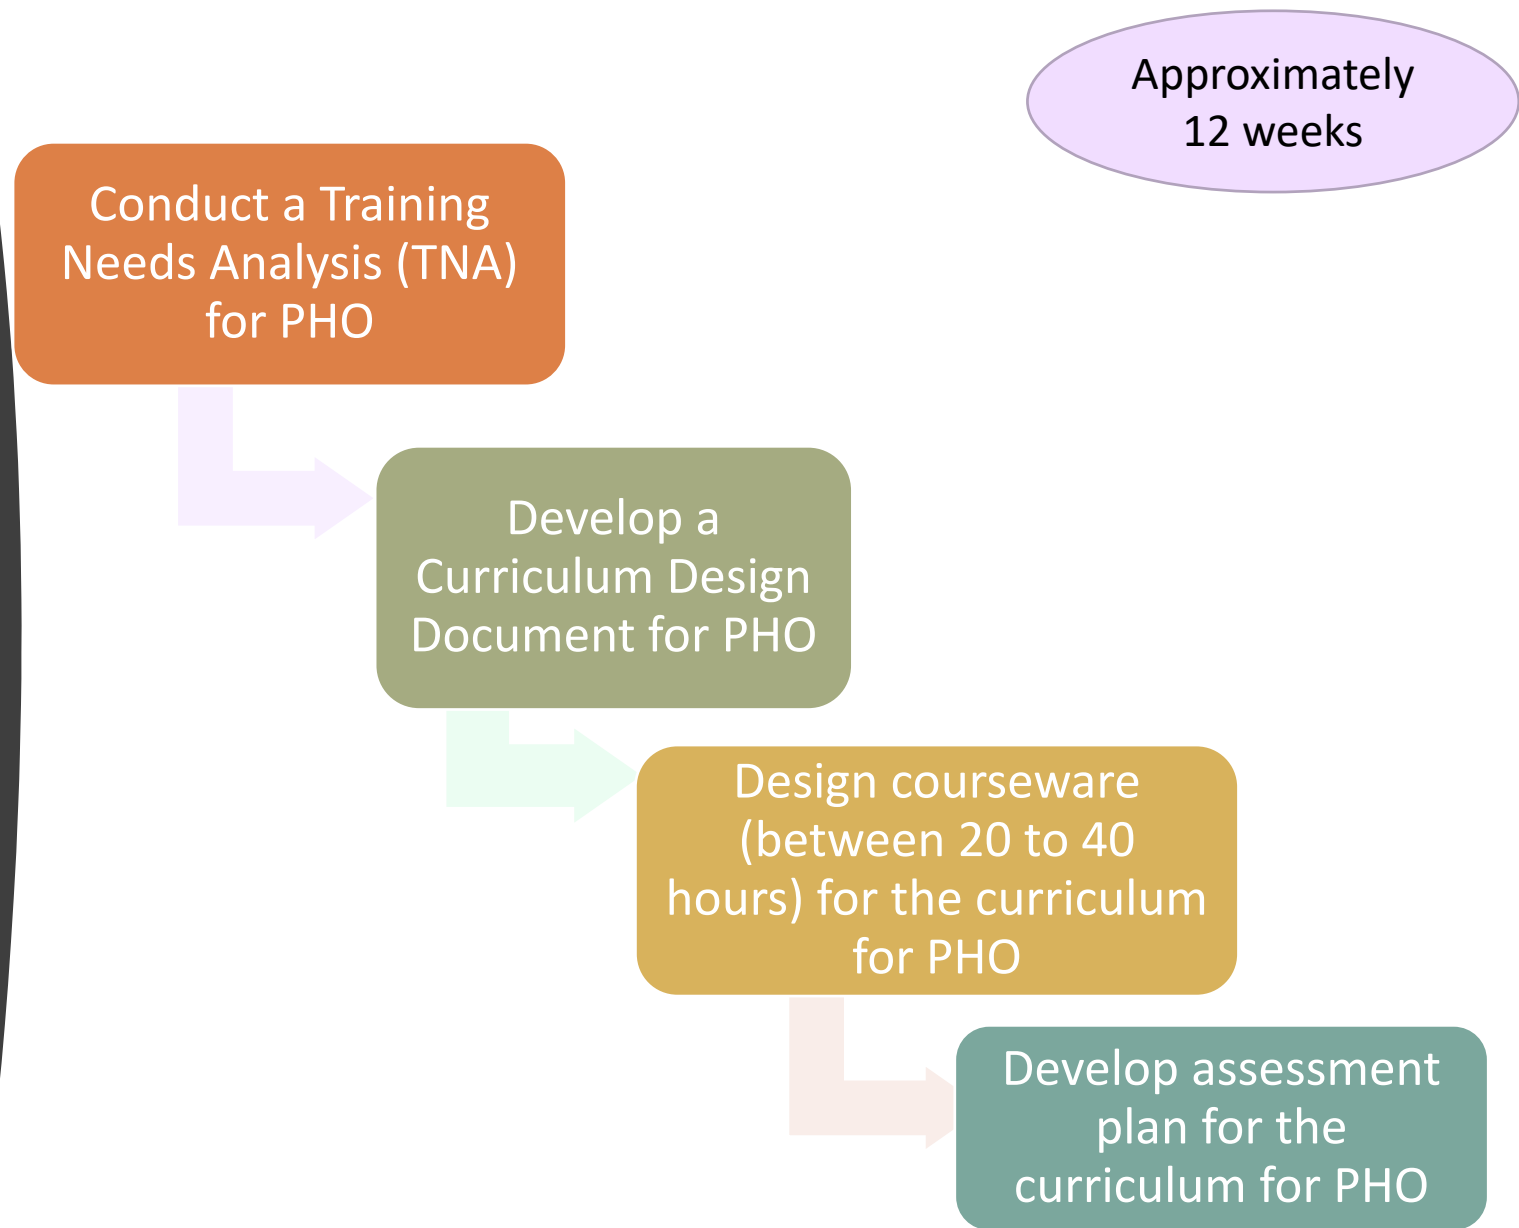 Approximately
12 weeks
Conduct a Training
Needs Analysis (TNA)
for PHO
Develop a
Curriculum Design
Document for PHO
Design courseware
(between 20 to 40
hours) for the curriculum
for PHO
Develop assessment
plan for the
curriculum for PHO